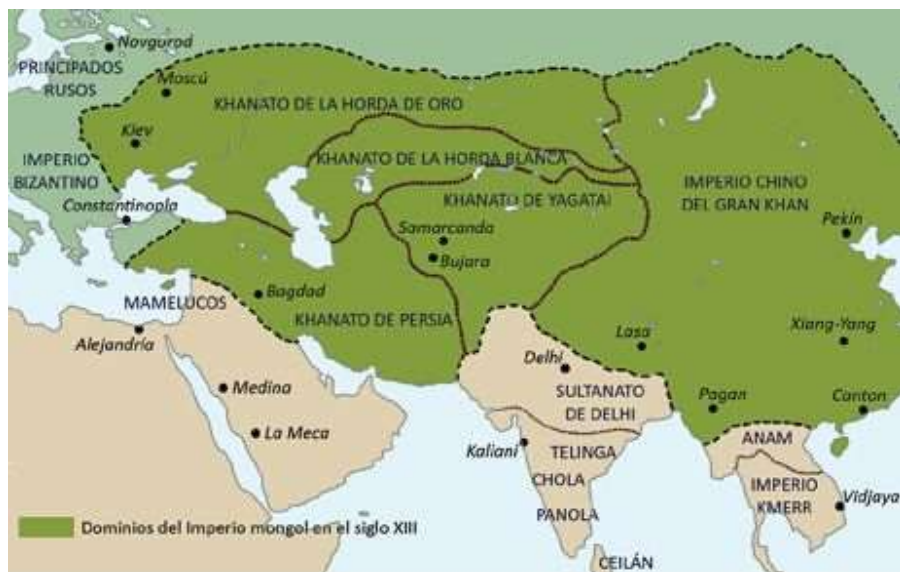 Novgorod
PRINCIPADOS
RUSOS
Moscú
KHANATO DE LA HORDA DE ORO
Kiev
IMPERIO
BIZANTINO
KHANATO DE LA HORDA BLANCA
IMPERIO CHINO
DEL GRAN KHAN
KHANATO DE YAGATAI
Constantinopla
Pekín
Samarcanda
Bujara
Bagdad
MAMELUCOS
KHANATO DE PERSIA
Alejandría
Lasa
Xiang-Yang
Delhi
Medina
SULTANATO
DE DELHI
Pagan
Canton
La Meca
Kaliani
TELINGA
ANAM
CHOLA
IMPERIO
KMERR
Vidjaya
PANOLA
Dominios del Imperio mongol en el siglo XIII
CEILÁN